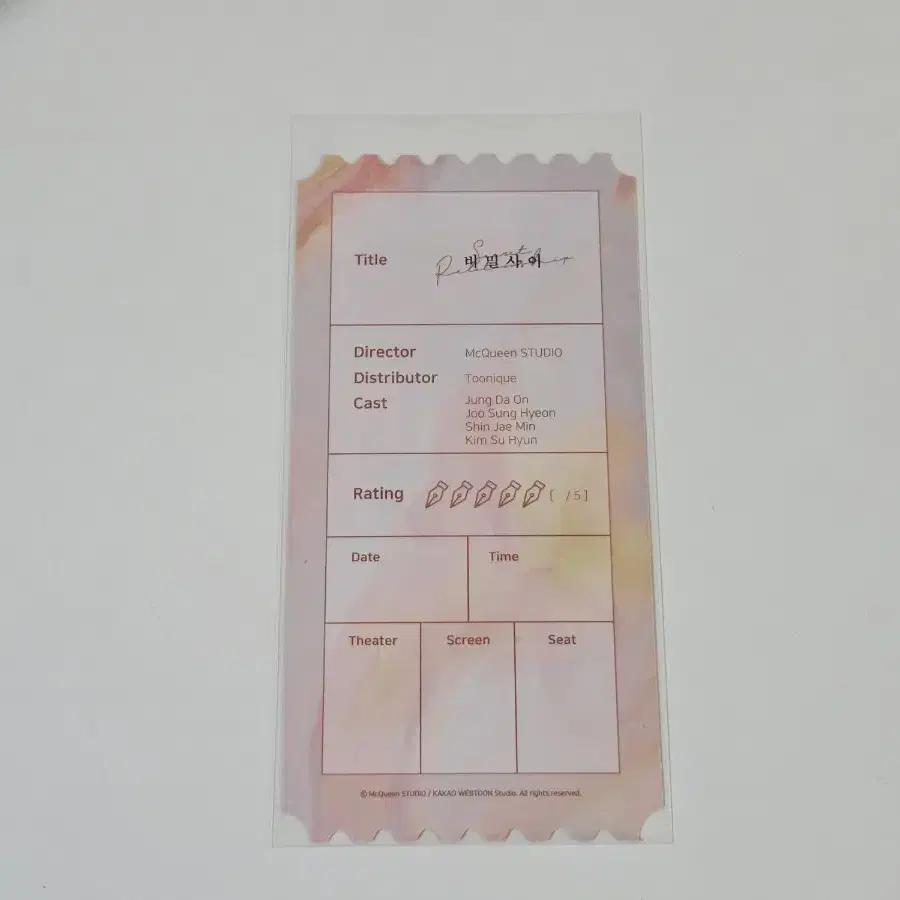 Title
Secret
Relationship
비밀사이
Director McQueen STUDIO
Distributor Toonique
Cast Jung Da On
Joo Sung Hyeon
Shin Jae Min
Kim Su Hyun
Rating [ /5]
Date Time
Theater Screen Seat
© McQueen STUDIO / KAKAO WEBTOON Studio. All rights reserved.